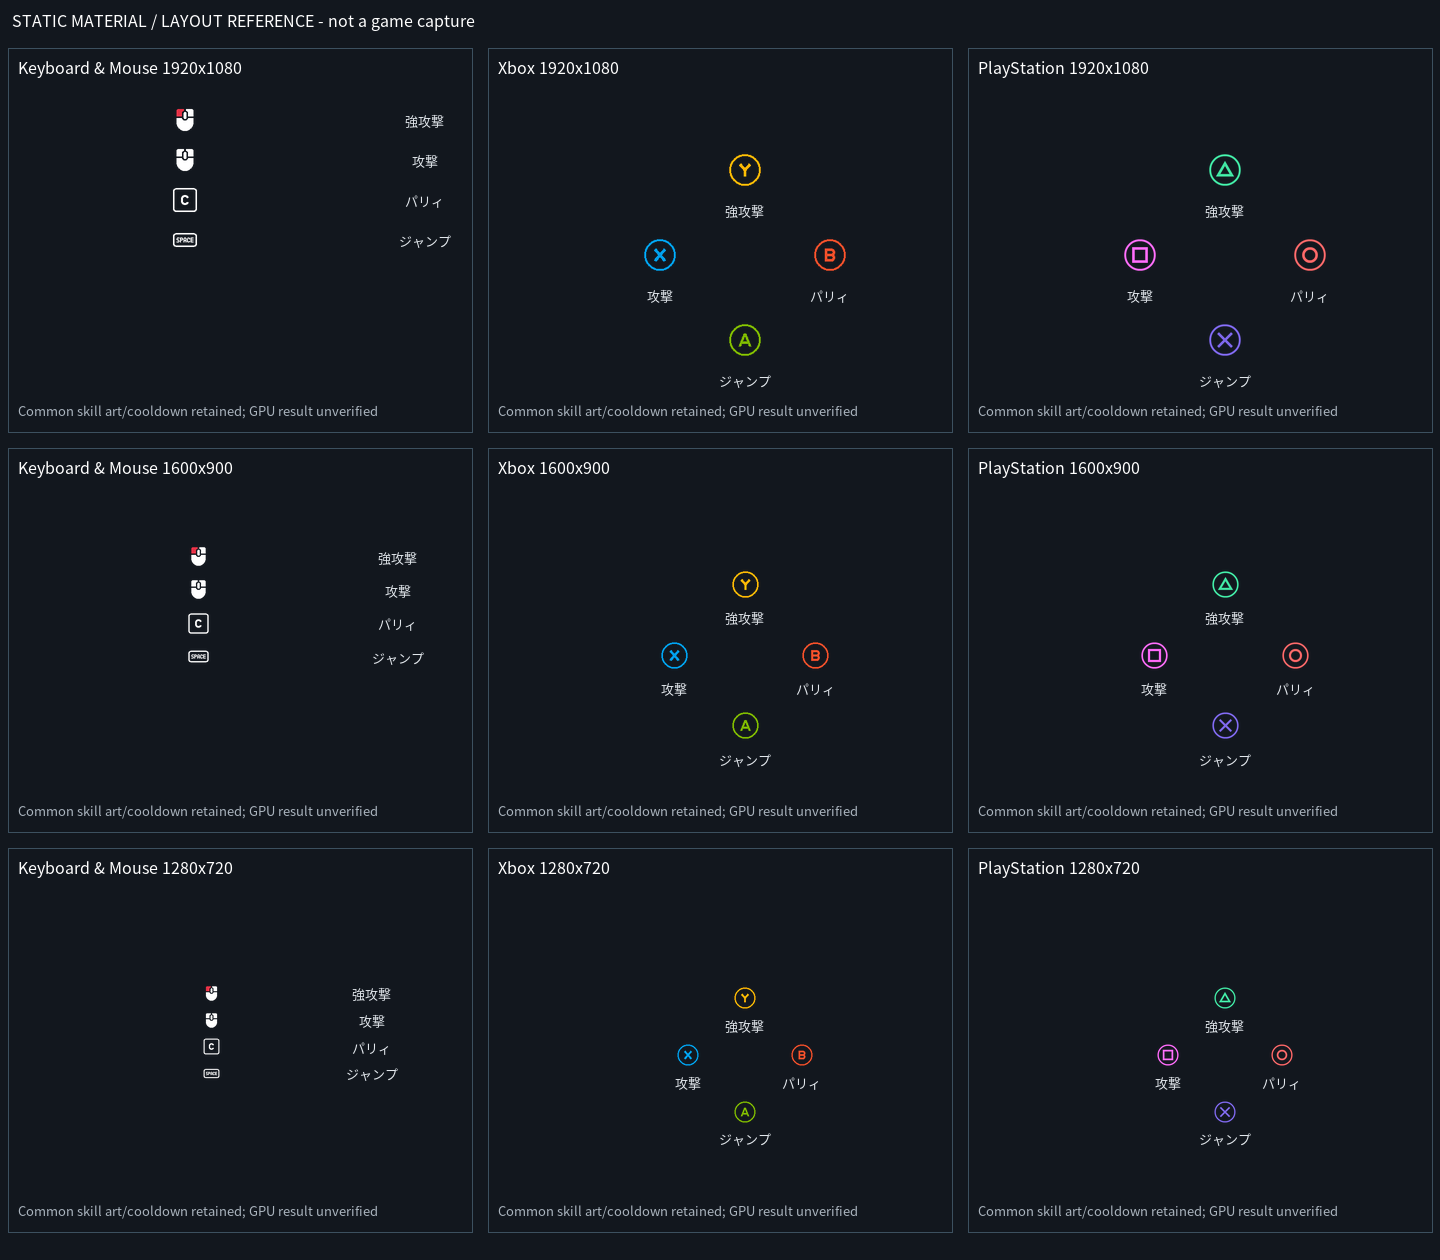 STATIC MATERIAL / LAYOUT REFERENCE - not a game capture
Keyboard & Mouse 1920x1080
強攻撃
攻撃
C
パリィ
SPACE
ジャンプ
Common skill art/cooldown retained; GPU result unverified
Xbox 1920x1080
Y
強攻撃
X
B
攻撃
パリィ
A
ジャンプ
Common skill art/cooldown retained; GPU result unverified
PlayStation 1920x1080
強攻撃
攻撃
パリィ
ジャンプ
Common skill art/cooldown retained; GPU result unverified
Keyboard & Mouse 1600x900
強攻撃
攻撃
C
パリィ
SPACE
ジャンプ
Common skill art/cooldown retained; GPU result unverified
Xbox 1600x900
Y
強攻撃
X
B
攻撃
パリィ
A
ジャンプ
Common skill art/cooldown retained; GPU result unverified
PlayStation 1600x900
強攻撃
攻撃
パリィ
ジャンプ
Common skill art/cooldown retained; GPU result unverified
Keyboard & Mouse 1280x720
強攻撃
攻撃
C
パリィ
SPACE
ジャンプ
Common skill art/cooldown retained; GPU result unverified
Xbox 1280x720
Y
強攻撃
X
B
攻撃
パリィ
A
ジャンプ
Common skill art/cooldown retained; GPU result unverified
PlayStation 1280x720
強攻撃
攻撃
パリィ
ジャンプ
Common skill art/cooldown retained; GPU result unverified